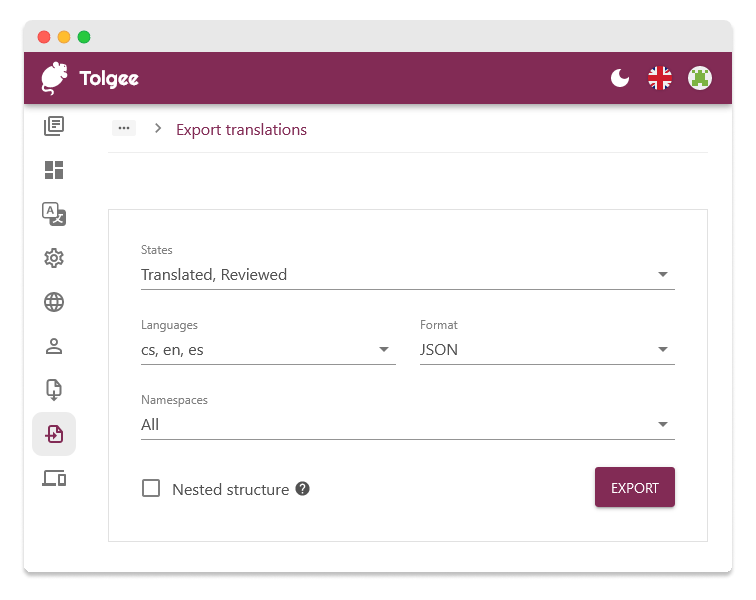 Tolgee
... > Export translations
States
Translated, Reviewed
Languages
Format
cs, en, es
JSON
Namespaces
All
Nested structure ?
EXPORT